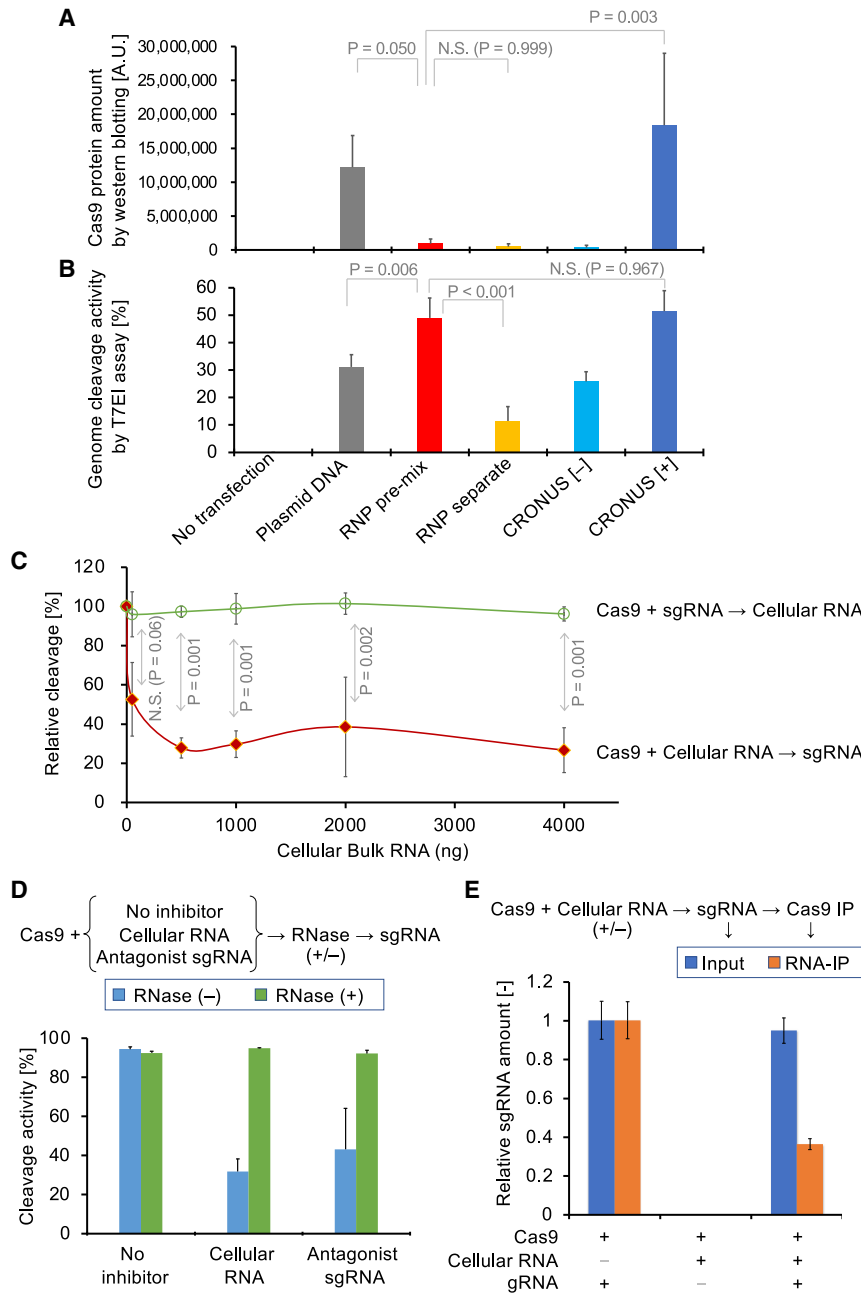 A
Cas9 protein amount
by western blotting [A.U.]
30,000,000
25,000,000
20,000,000
15,000,000
10,000,000
5,000,000
0
P = 0.050
N.S. (P = 0.999)
P = 0.003
B
Genome cleavage activity
by T7EI assay [%]
60
50
40
30
20
10
0
P = 0.006
P < 0.001
N.S. (P = 0.967)
No transfection
Plasmid DNA
RNP pre-mix
RNP separate
CRONUS [-]
CRONUS [+]
C
Relative cleavage [%]
120
100
80
60
40
20
0
N.S. (P = 0.06)
P = 0.001
P = 0.001
P = 0.002
P = 0.001
Cas9 + sgRNA → Cellular RNA
Cas9 + Cellular RNA → sgRNA
0 1000 2000 3000 4000
Cellular Bulk RNA (ng)
D
No inhibitor
Cas9 + Cellular RNA → RNase → sgRNA
Antagonist sgRNA (+/−)
RNase (−) RNase (+)
Cleavage activity [%]
100
80
60
40
20
0
No inhibitor
Cellular RNA
Antagonist sgRNA
E
Cas9 + Cellular RNA → sgRNA → Cas9 IP
(+/−) ↓ ↓
Input RNA-IP
Relative sgRNA amount [-]
1.2
1
0.8
0.6
0.4
0.2
0
Cas9 + + +
Cellular RNA − + +
gRNA + − +